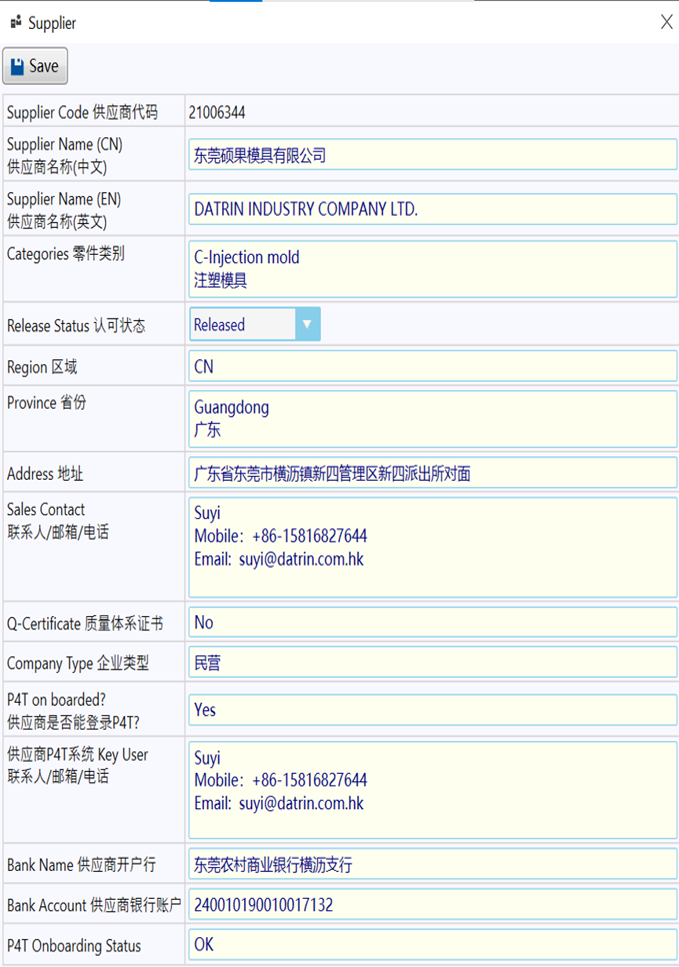 Supplier
Save
Supplier Code 供应商代码
21006344
Supplier Name (CN)
供应商名称(中文)
东莞硕果模具有限公司
Supplier Name (EN)
供应商名称(英文)
DATRIN INDUSTRY COMPANY LTD.
Categories 零件类别
C-Injection mold
注塑模具
Release Status 认可状态
Released
Region 区域
CN
Province 省份
Guangdong
广东
Address 地址
广东省东莞市横沥镇新四管理区新四派出所对面
Sales Contact
联系人/邮箱/电话
Suyi
Mobile：+86-15816827644
Email: suyi@datrin.com.hk
Q-Certificate 质量体系证书
No
Company Type 企业类型
民营
P4T on boarded?
供应商是否能登录P4T?
Yes
供应商P4T系统 Key User
联系人/邮箱/电话
Suyi
Mobile：+86-15816827644
Email: suyi@datrin.com.hk
Bank Name 供应商开户行
东莞农村商业银行横沥支行
Bank Account 供应商银行账户
240010190010017132
P4T Onboarding Status
OK